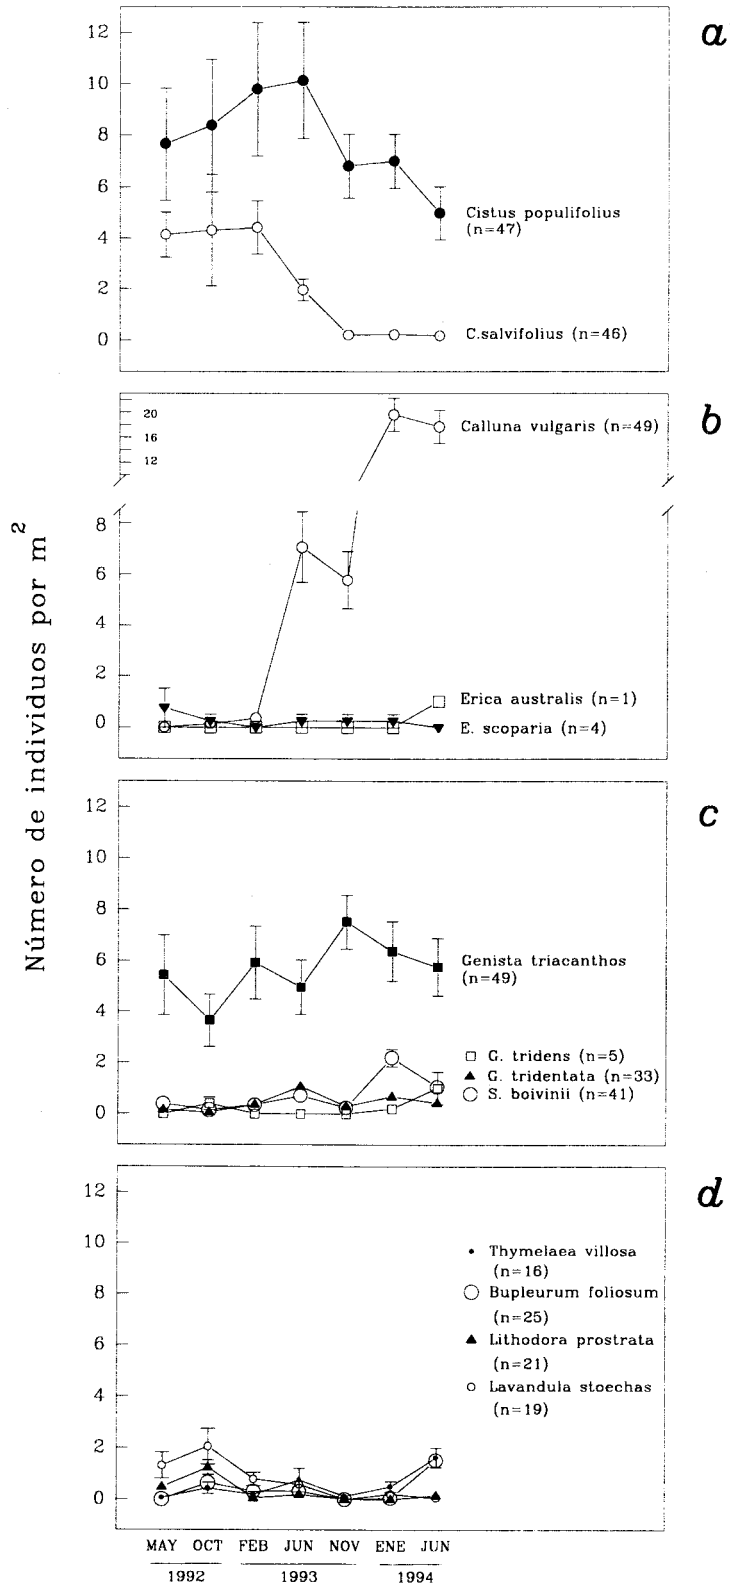 a
12
10
8
6
4
2
0
Cistus populifolius
(n=47)
C.salvifolius (n=46)
b
20
16
12
8
6
4
2
0
Calluna vulgaris (n=49)
Erica australis (n=1)
E. scoparia (n=4)
Número de individuos por m2
c
12
10
8
6
4
2
0
Genista triacanthos
(n=49)
G. tridens (n=5)
G. tridentata (n=33)
S. boivinii (n=41)
d
12
10
8
6
4
2
0
Thymelaea villosa
(n=16)
Bupleurum foliosum
(n=25)
Lithodora prostrata
(n=21)
Lavandula stoechas
(n=19)
MAY OCT FEB JUN NOV ENE JUN
1992 1993 1994